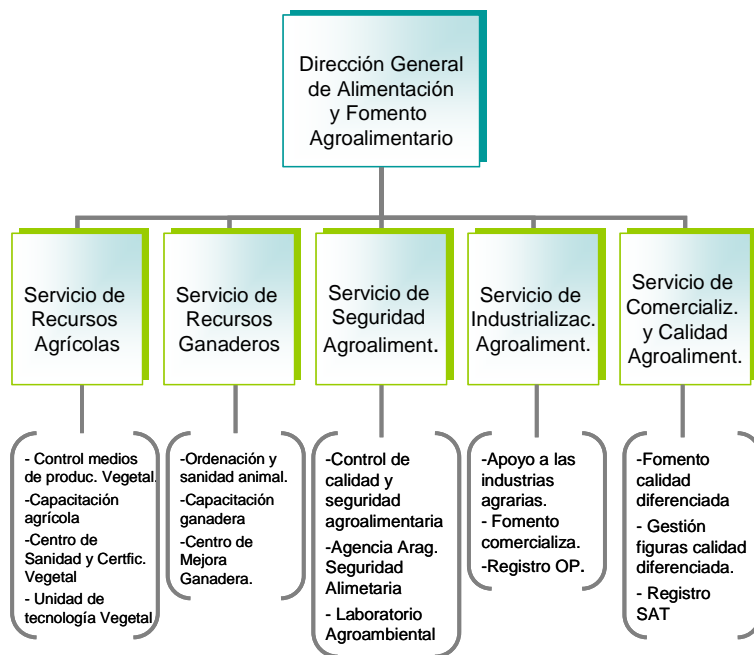 Dirección General
de Alimentación
y Fomento
Agroalimentario
Servicio de
Recursos
Agrícolas
Servicio de
Recursos
Ganaderos
Servicio de
Seguridad
Agroaliment.
Servicio de
Industrializac.
Agroaliment.
Servicio de
Comercializ.
y Calidad
Agroaliment.
- Control medios
de produc. Vegetal.
-Capacitación
agrícola
-Centro de
Sanidad y Certfic.
Vegetal
- Unidad de
tecnología Vegetal
-Ordenación y
sanidad animal.
-Capacitación
ganadera
-Centro de
Mejora
Ganadera.
-Control de
calidad y
seguridad
agroalimentaria
-Agencia Arag.
Seguridad
Alimetaria
- Laboratorio
Agroambiental
-Apoyo a las
industrias
agrarias.
- Fomento
comercializa.
-Registro OP.
-Fomento
calidad
diferenciada
- Gestión
figuras calidad
diferenciada.
- Registro
SAT